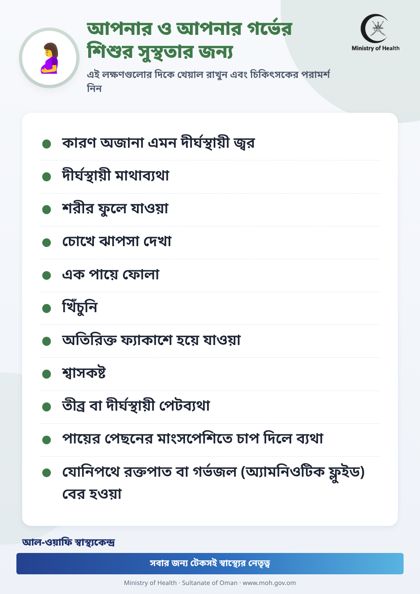 আপনার ও আপনার গর্ভের
শিশুর সুস্থতার জন্য
এই লক্ষণগুলোর দিকে খেয়াল রাখুন এবং চিকিৎসকের পরামর্শ
নিন
Ministry of Health
কারণ অজানা এমন দীর্ঘস্থায়ী জ্বর
দীর্ঘস্থায়ী মাথাব্যথা
শরীর ফুলে যাওয়া
চোখে ঝাপসা দেখা
এক পায়ে ফোলা
খিঁচুনি
অতিরিক্ত ফ্যাকাশে হয়ে যাওয়া
শ্বাসকষ্ট
তীব্র বা দীর্ঘস্থায়ী পেটব্যথা
পায়ের পেছনের মাংসপেশিতে চাপ দিলে ব্যথা
যোনিপথে রক্তপাত বা গর্ভজল (অ্যামনিওটিক ফ্লুইড)
বের হওয়া
আল-ওয়াফি স্বাস্থ্যকেন্দ্র
সবার জন্য টেকসই স্বাস্থ্যের নেতৃত্ব
Ministry of Health · Sultanate of Oman · www.moh.gov.om